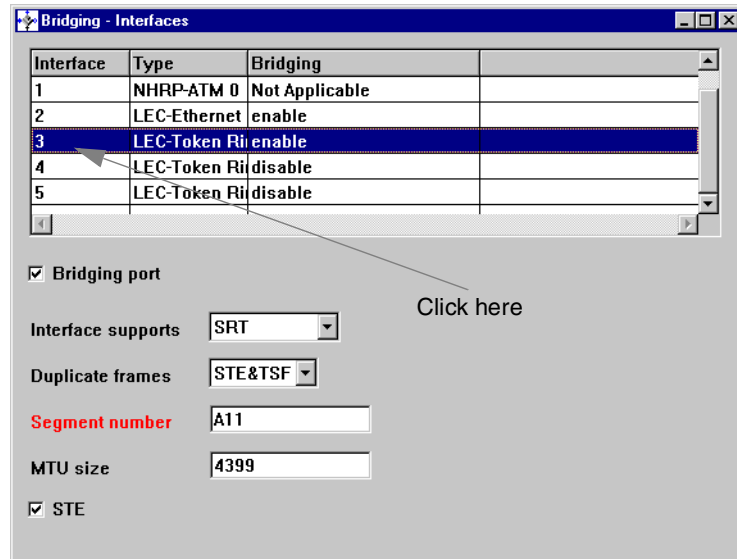 Bridging - Interfaces
Interface Type Bridging
1 NHRP-ATM 0 Not Applicable
2 LEC-Ethernet enable
3 LEC-Token Ri enable
4 LEC-Token Ri disable
5 LEC-Token Ri disable
Bridging port
Click here
Interface supports SRT
Duplicate frames STE&TSF
Segment number A11
MTU size 4399
STE